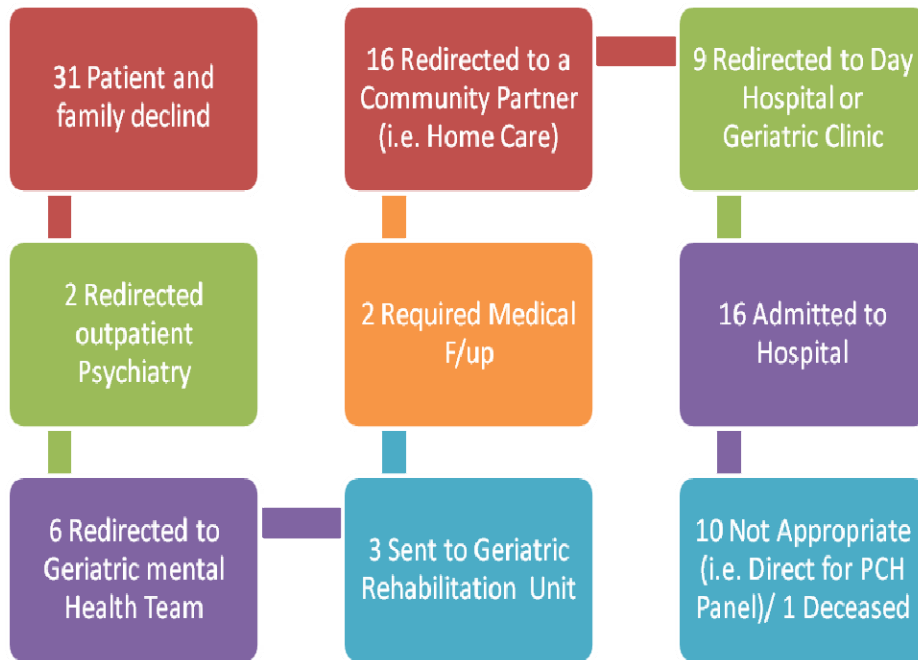 31 Patient and
family declind
2 Redirected
outpatient
Psychiatry
6 Redirected to
Geriatric mental
Health Team
3 Sent to Geriatric
Rehabilitation Unit
2 Required Medical
F/up
16 Redirected to a
Community Partner
(i.e. Home Care)
9 Redirected to Day
Hospital or
Geriatric Clinic
16 Admitted to
Hospital
10 Not Appropriate
(i.e. Direct for PCH
Panel)/ 1 Deceased